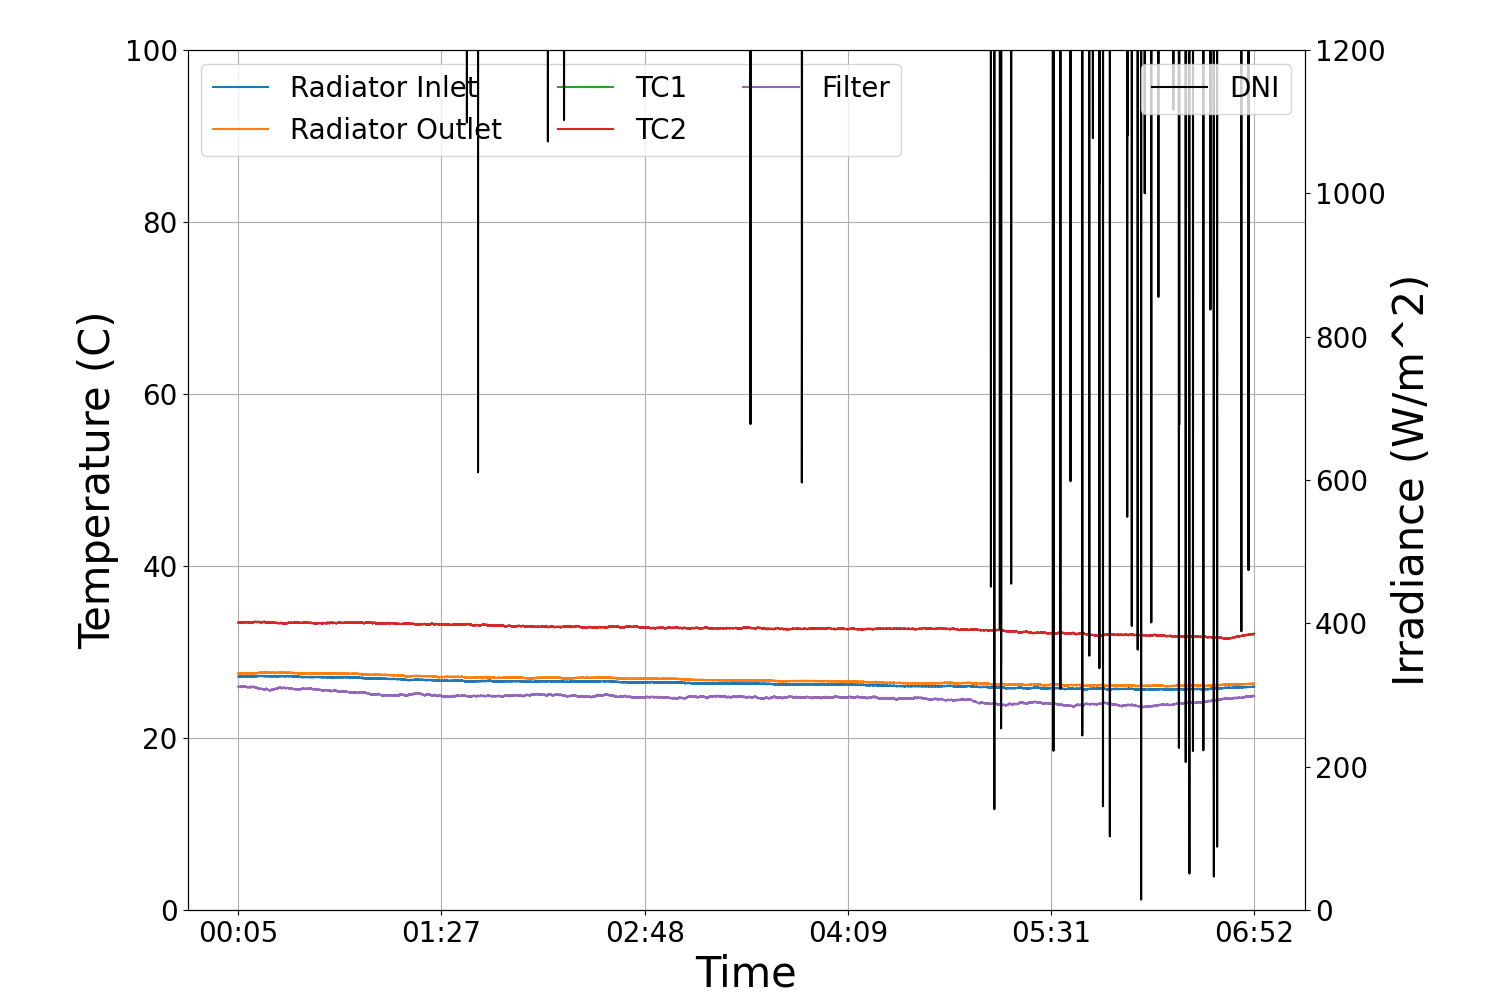 100
80
60
40
20
0
Temperature (C)
Radiator Inlet
Radiator Outlet
TC1
TC2
Filter
DNI
1200
1000
800
600
400
200
0
Irradiance (W/m^2)
00:05 01:27 02:48 04:09 05:31 06:52
Time